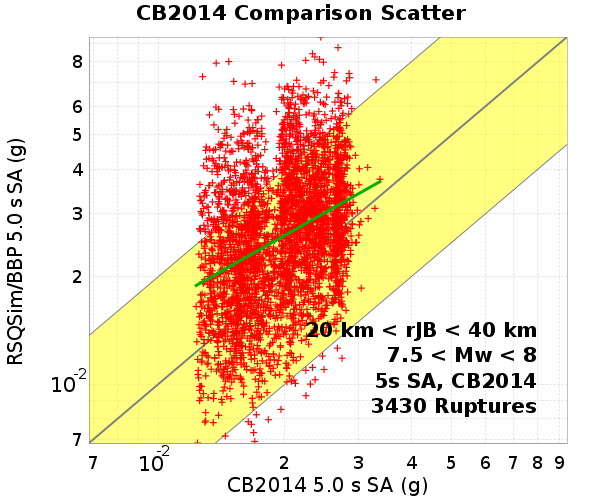 CB2014 Comparison Scatter
RSQSim/BBP 5.0 s SA (g)
8
6
5
4
3
2
10-2
7
20 km < rJB < 40 km
7.5 < Mw < 8
5s SA, CB2014
3430 Ruptures
7 10-2 2 3 4 5 6 7 8 9
CB2014 5.0 s SA (g)